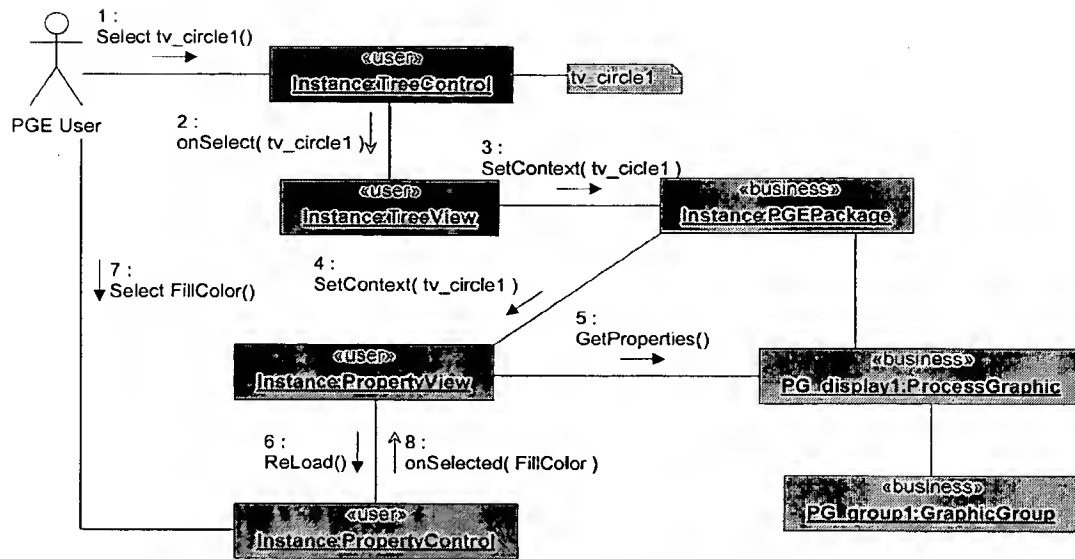 1 :
Select tv_circle1()
«user»
Instance:TreeControl
tv_circle1
PGE User
2 :
onSelect( tv_circle1 )
3 :
SetContext( tv_cicle1 )
«user»
Instance:TreeView
«business»
Instance:PGEPackage
4 :
SetContext( tv_circle1 )
7 :
Select FillColor()
5 :
GetProperties()
«user»
Instance:PropertyView
«business»
PG_display1:ProcessGraphic
6 :
ReLoad()
8 :
onSelected( FillColor )
«business»
PG_group1:GraphicGroup
«user»
Instance:PropertyControl